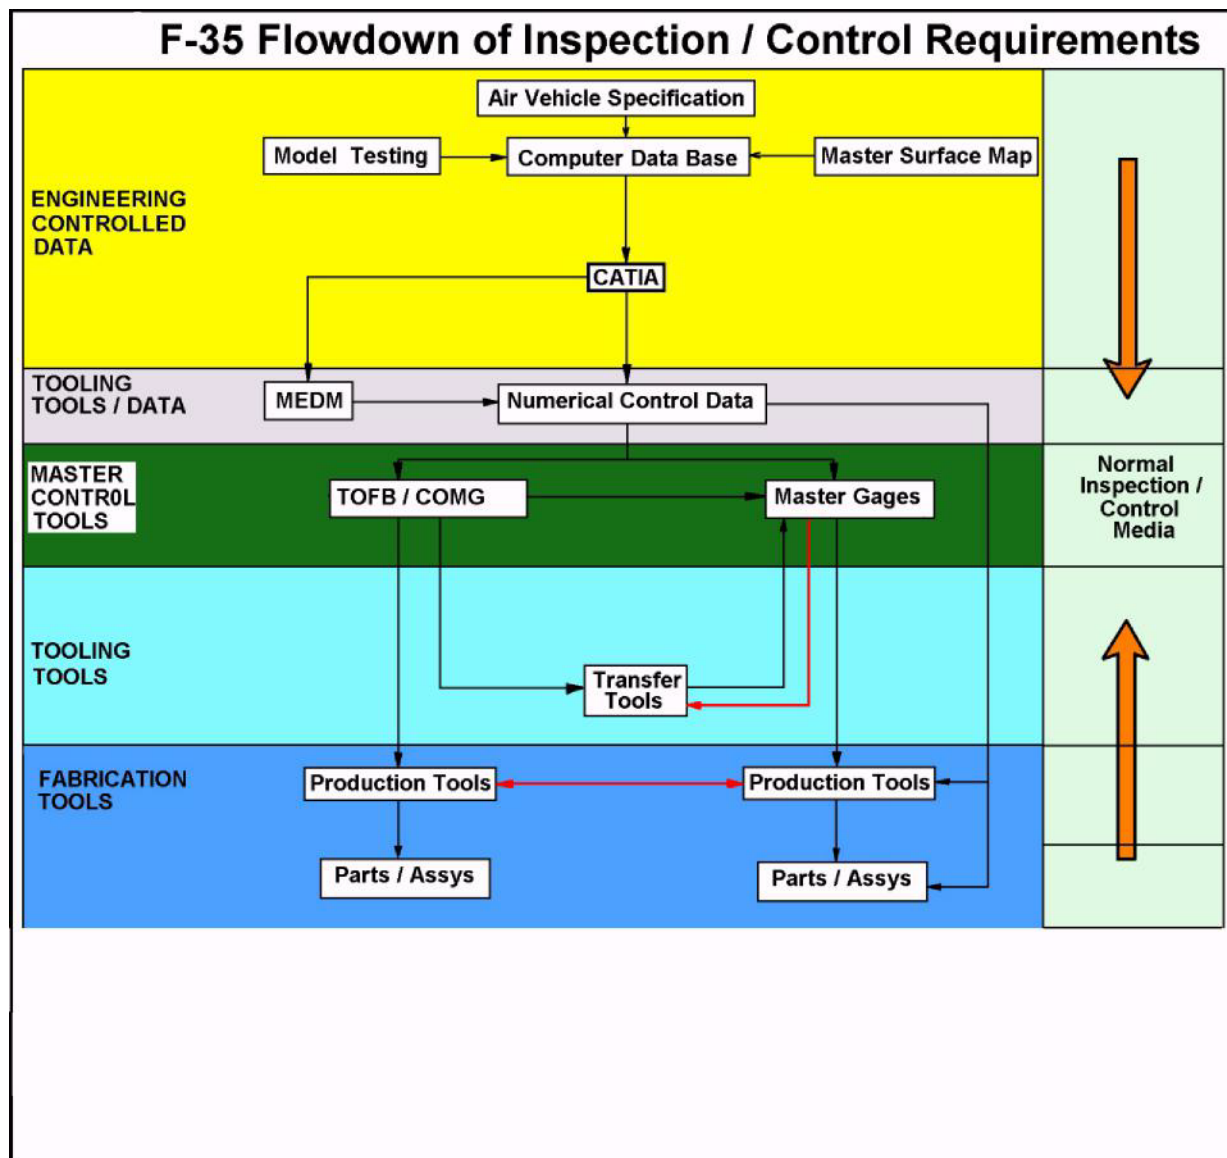 F-35 Flowdown of Inspection / Control Requirements
Air Vehicle Specification
Model Testing
Computer Data Base
Master Surface Map
ENGINEERING
CONTROLLED
DATA
CATIA
TOOLING
TOOLS / DATA
MEDM
Numerical Control Data
MASTER
CONTR0L
TOOLS
TOFB / COMG
Master Gages
Normal
Inspection /
Control
Media
TOOLING
TOOLS
Transfer
Tools
FABRICATION
TOOLS
Production Tools
Production Tools
Parts / Assys
Parts / Assys